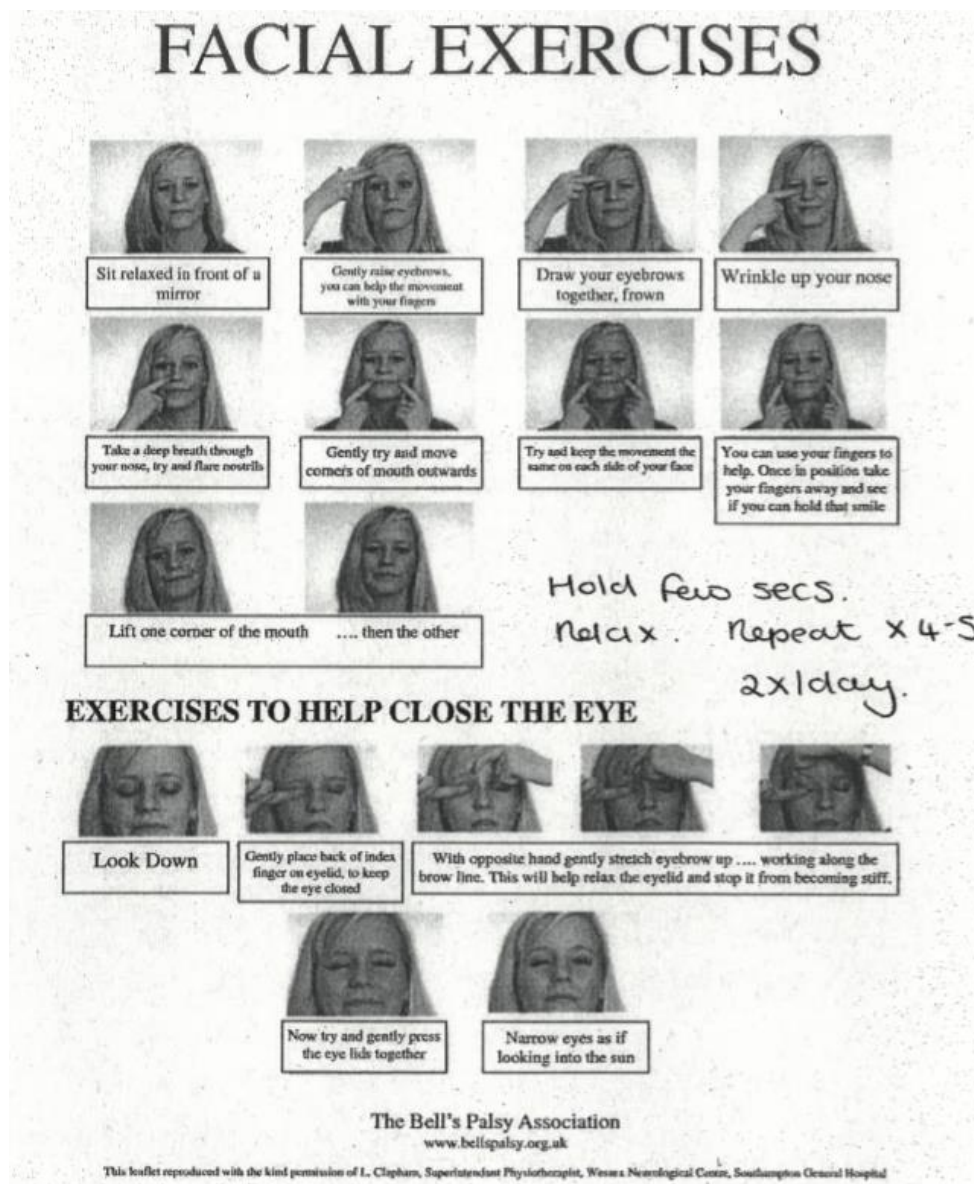 FACIAL EXERCISES
Sit relaxed in front of a
mirror
Gently raise eyebrows,
you can help the movement
with your fingers
Draw your eyebrows
together, frown
Wrinkle up your nose
Take a deep breath through
your nose, try and flare nostrils
Gently try and move
corners of mouth outwards
Try and keep the movement the
same on each side of your face
You can use your fingers to
help. Once in position take
your fingers away and see
if you can hold that smile
Lift one corner of the mouth .... then the other
Hold few secs.
Relax. Repeat x 4-5
2x/day.
EXERCISES TO HELP CLOSE THE EYE
Look Down
Gently place back of index
finger on eyelid, to keep
the eye closed
With opposite hand gently stretch eyebrow up .... working along the
brow line. This will help relax the eyelid and stop it from becoming stiff.
Now try and gently press
the eye lids together
Narrow eyes as if
looking into the sun
The Bell's Palsy Association
www.bellspalsy.org.uk
This leaflet reproduced with the kind permission of L. Clapham, Superintendant Physiotherapist, Wessex Neurological Centre, Southampton General Hospital